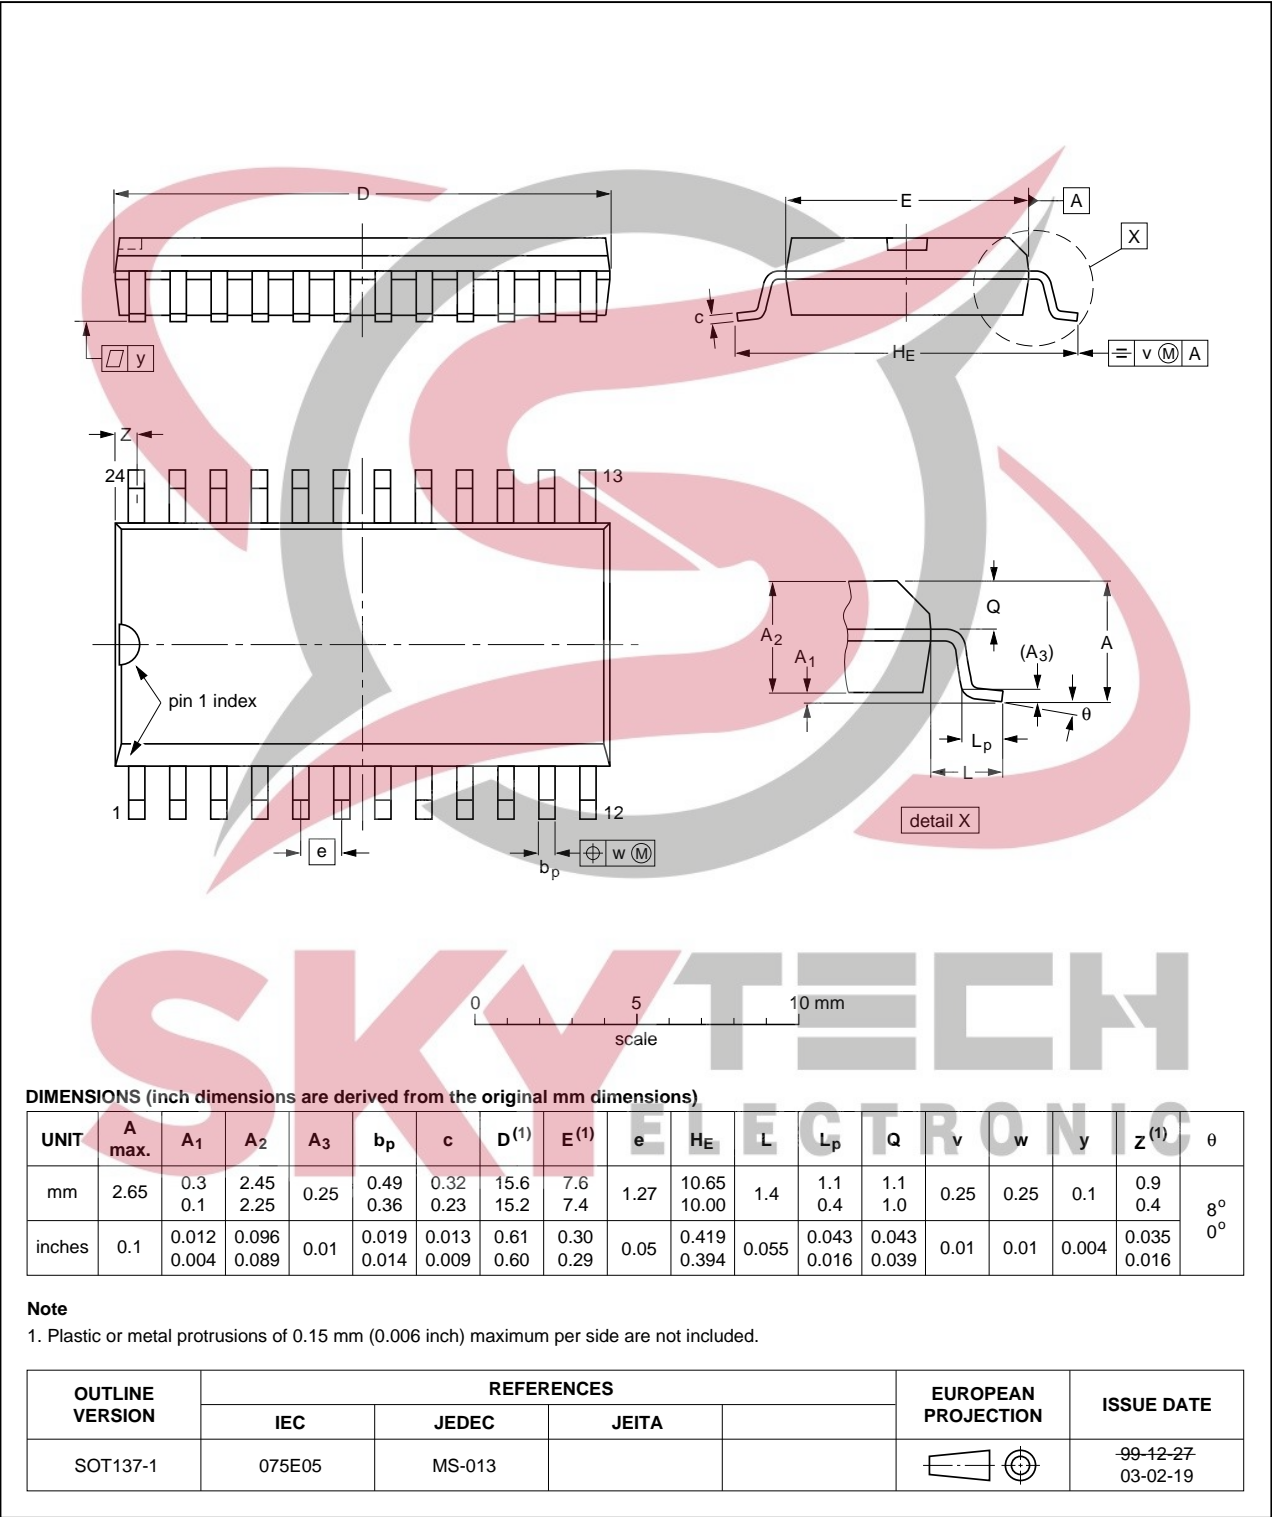 D
E
A
X
c
HE
= v Ⓜ A
y
Z
24
13
Q
A2
A1
(A3)
A
θ
pin 1 index
Lp
L
1
12
detail X
e
w Ⓜ
bp
SKYTECH
ELECTRONIC
0 5 10 mm
scale
DIMENSIONS (inch dimensions are derived from the original mm dimensions)
UNIT A max. A1 A2 A3 bp c D(1) E(1) e HE L Lp Q v w y Z(1) θ
mm 2.65 0.3 0.1 2.45 2.25 0.25 0.49 0.36 0.32 0.23 15.6 15.2 7.6 7.4 1.27 10.65 10.00 1.4 1.1 0.4 1.1 1.0 0.25 0.25 0.1 0.9 0.4 8° 0°
inches 0.1 0.012 0.004 0.096 0.089 0.01 0.019 0.014 0.013 0.009 0.61 0.60 0.30 0.29 0.05 0.419 0.394 0.055 0.043 0.016 0.043 0.039 0.01 0.01 0.004 0.035 0.016
Note
1. Plastic or metal protrusions of 0.15 mm (0.006 inch) maximum per side are not included.
OUTLINE VERSION REFERENCES EUROPEAN PROJECTION ISSUE DATE
IEC JEDEC JEITA
SOT137-1 075E05 MS-013 99-12-27
03-02-19